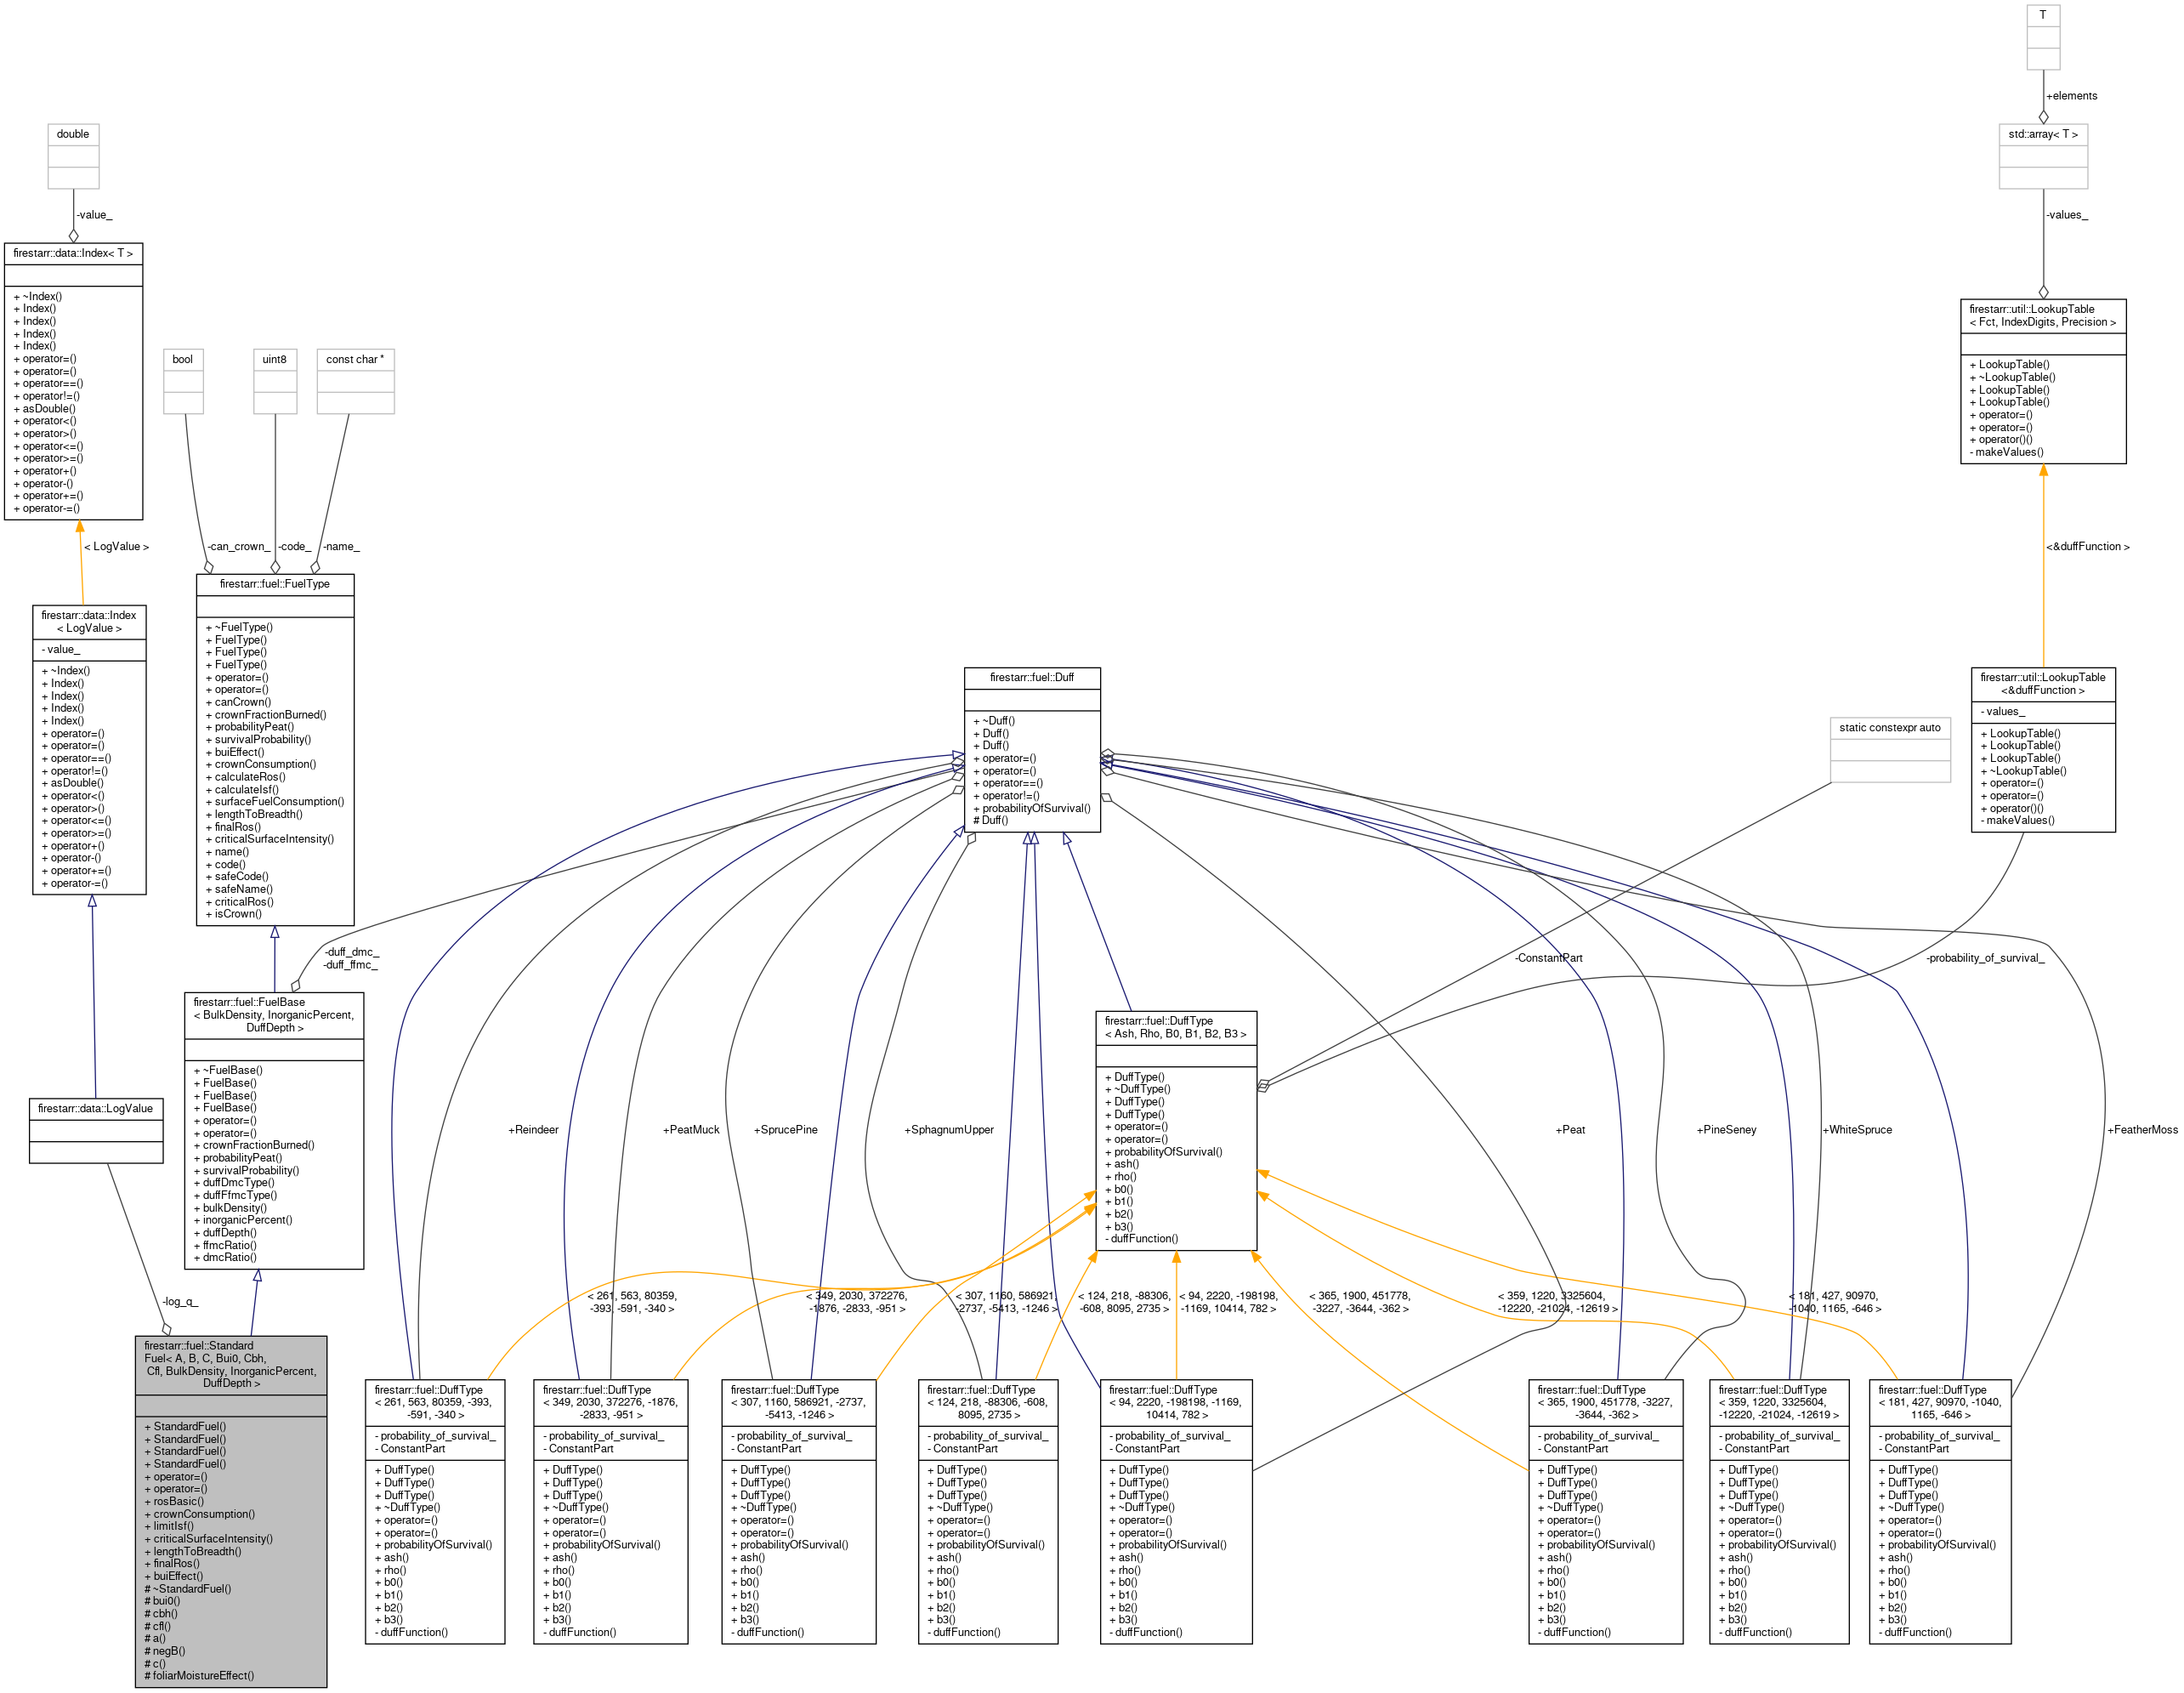 T
+elements
double
std::array< T >
-value_
-values_
firestarr::data::Index< T >
+ ~Index()
+ Index()
+ Index()
+ Index()
+ Index()
+ operator=()
+ operator=()
+ operator==()
+ operator!=()
+ asDouble()
+ operator<()
+ operator>()
+ operator<=()
+ operator>=()
+ operator+()
+ operator-()
+ operator+=()
+ operator-=()
firestarr::util::LookupTable
< Fct, IndexDigits, Precision >
+ LookupTable()
+ ~LookupTable()
+ LookupTable()
+ LookupTable()
+ operator=()
+ operator=()
+ operator()()
- makeValues()
bool
uint8
const char *
< LogValue >
-can_crown_
-code_
-name_
<&duffFunction >
firestarr::data::Index
< LogValue >
- value_
+ ~Index()
+ Index()
+ Index()
+ Index()
+ Index()
+ operator=()
+ operator=()
+ operator==()
+ operator!=()
+ asDouble()
+ operator<()
+ operator>()
+ operator<=()
+ operator>=()
+ operator+()
+ operator-()
+ operator+=()
+ operator-=()
firestarr::fuel::FuelType
+ ~FuelType()
+ FuelType()
+ FuelType()
+ FuelType()
+ operator=()
+ operator=()
+ canCrown()
+ crownFractionBurned()
+ probabilityPeat()
+ survivalProbability()
+ buiEffect()
+ crownConsumption()
+ calculateRos()
+ calculateIsf()
+ surfaceFuelConsumption()
+ lengthToBreadth()
+ finalRos()
+ criticalSurfaceIntensity()
+ name()
+ code()
+ safeCode()
+ safeName()
+ criticalRos()
+ isCrown()
firestarr::fuel::Duff
+ ~Duff()
+ Duff()
+ Duff()
+ operator=()
+ operator=()
+ operator==()
+ operator!=()
+ probabilityOfSurvival()
# Duff()
static constexpr auto
firestarr::util::LookupTable
<&duffFunction >
- values_
+ LookupTable()
+ LookupTable()
+ LookupTable()
+ ~LookupTable()
+ operator=()
+ operator=()
+ operator()()
- makeValues()
-duff_dmc_
-duff_ffmc_
-ConstantPart
-probability_of_survival_
firestarr::fuel::FuelBase
< BulkDensity, InorganicPercent,
DuffDepth >
+ ~FuelBase()
+ FuelBase()
+ FuelBase()
+ FuelBase()
+ operator=()
+ operator=()
+ crownFractionBurned()
+ probabilityPeat()
+ survivalProbability()
+ duffDmcType()
+ duffFfmcType()
+ bulkDensity()
+ inorganicPercent()
+ duffDepth()
+ ffmcRatio()
+ dmcRatio()
firestarr::fuel::DuffType
< Ash, Rho, B0, B1, B2, B3 >
+ DuffType()
+ ~DuffType()
+ DuffType()
+ DuffType()
+ operator=()
+ operator=()
+ probabilityOfSurvival()
+ ash()
+ rho()
+ b0()
+ b1()
+ b2()
+ b3()
- duffFunction()
firestarr::data::LogValue
+Reindeer
+PeatMuck
+SprucePine
+SphagnumUpper
+Peat
+PineSeney
+WhiteSpruce
+FeatherMoss
-log_q_
< 261, 563, 80359,
-393, -591, -340 >
< 349, 2030, 372276,
-1876, -2833, -951 >
< 307, 1160, 586921,
-2737, -5413, -1246 >
< 124, 218, -88306,
-608, 8095, 2735 >
< 94, 2220, -198198,
-1169, 10414, 782 >
< 365, 1900, 451778,
-3227, -3644, -362 >
< 359, 1220, 3325604,
-12220, -21024, -12619 >
< 181, 427, 90970,
-1040, 1165, -646 >
firestarr::fuel::Standard
Fuel< A, B, C, Bui0, Cbh,
Cfl, BulkDensity, InorganicPercent,
DuffDepth >
+ StandardFuel()
+ StandardFuel()
+ StandardFuel()
+ StandardFuel()
+ operator=()
+ operator=()
+ rosBasic()
+ crownConsumption()
+ limitIsf()
+ criticalSurfaceIntensity()
+ lengthToBreadth()
+ finalRos()
+ buiEffect()
# ~StandardFuel()
# bui0()
# cbh()
# cfl()
# a()
# negB()
# c()
# foliarMoistureEffect()
firestarr::fuel::DuffType
< 261, 563, 80359, -393,
-591, -340 >
- probability_of_survival_
- ConstantPart
+ DuffType()
+ DuffType()
+ DuffType()
+ ~DuffType()
+ operator=()
+ operator=()
+ probabilityOfSurvival()
+ ash()
+ rho()
+ b0()
+ b1()
+ b2()
+ b3()
- duffFunction()
firestarr::fuel::DuffType
< 349, 2030, 372276, -1876,
-2833, -951 >
- probability_of_survival_
- ConstantPart
+ DuffType()
+ DuffType()
+ DuffType()
+ ~DuffType()
+ operator=()
+ operator=()
+ probabilityOfSurvival()
+ ash()
+ rho()
+ b0()
+ b1()
+ b2()
+ b3()
- duffFunction()
firestarr::fuel::DuffType
< 307, 1160, 586921, -2737,
-5413, -1246 >
- probability_of_survival_
- ConstantPart
+ DuffType()
+ DuffType()
+ DuffType()
+ ~DuffType()
+ operator=()
+ operator=()
+ probabilityOfSurvival()
+ ash()
+ rho()
+ b0()
+ b1()
+ b2()
+ b3()
- duffFunction()
firestarr::fuel::DuffType
< 124, 218, -88306, -608,
8095, 2735 >
- probability_of_survival_
- ConstantPart
+ DuffType()
+ DuffType()
+ DuffType()
+ ~DuffType()
+ operator=()
+ operator=()
+ probabilityOfSurvival()
+ ash()
+ rho()
+ b0()
+ b1()
+ b2()
+ b3()
- duffFunction()
firestarr::fuel::DuffType
< 94, 2220, -198198, -1169,
10414, 782 >
- probability_of_survival_
- ConstantPart
+ DuffType()
+ DuffType()
+ DuffType()
+ ~DuffType()
+ operator=()
+ operator=()
+ probabilityOfSurvival()
+ ash()
+ rho()
+ b0()
+ b1()
+ b2()
+ b3()
- duffFunction()
firestarr::fuel::DuffType
< 365, 1900, 451778, -3227,
-3644, -362 >
- probability_of_survival_
- ConstantPart
+ DuffType()
+ DuffType()
+ DuffType()
+ ~DuffType()
+ operator=()
+ operator=()
+ probabilityOfSurvival()
+ ash()
+ rho()
+ b0()
+ b1()
+ b2()
+ b3()
- duffFunction()
firestarr::fuel::DuffType
< 359, 1220, 3325604,
-12220, -21024, -12619 >
- probability_of_survival_
- ConstantPart
+ DuffType()
+ DuffType()
+ DuffType()
+ ~DuffType()
+ operator=()
+ operator=()
+ probabilityOfSurvival()
+ ash()
+ rho()
+ b0()
+ b1()
+ b2()
+ b3()
- duffFunction()
firestarr::fuel::DuffType
< 181, 427, 90970, -1040,
1165, -646 >
- probability_of_survival_
- ConstantPart
+ DuffType()
+ DuffType()
+ DuffType()
+ ~DuffType()
+ operator=()
+ operator=()
+ probabilityOfSurvival()
+ ash()
+ rho()
+ b0()
+ b1()
+ b2()
+ b3()
- duffFunction()